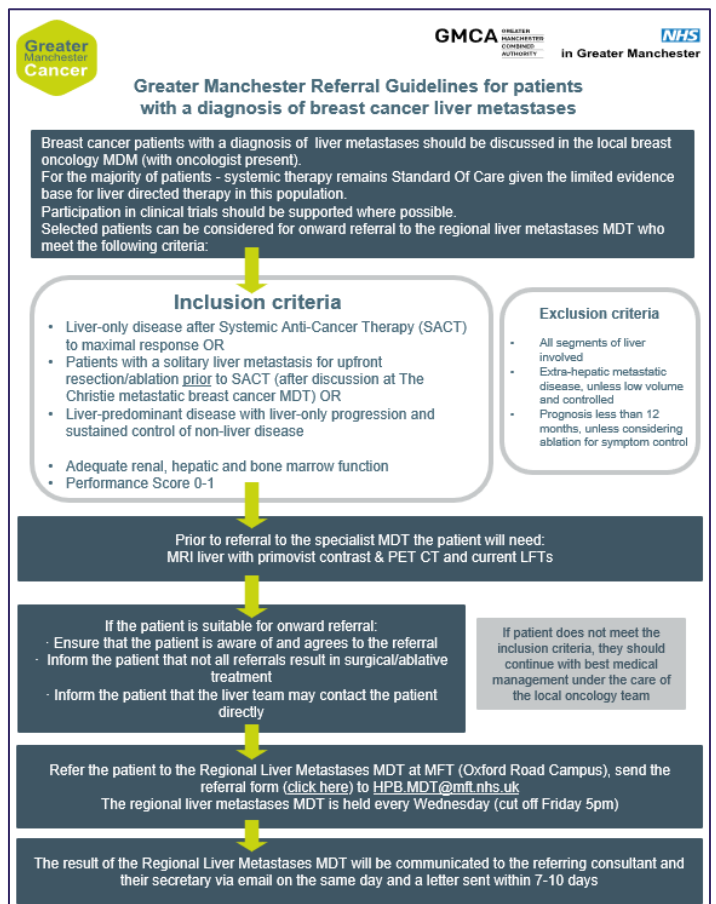 Greater
Manchester
Cancer
GMCA
GREATER
MANCHESTER
COMBINED
AUTHORITY
NHS
in Greater Manchester
Greater Manchester Referral Guidelines for patients
with a diagnosis of breast cancer liver metastases
Breast cancer patients with a diagnosis of liver metastases should be discussed in the local breast
oncology MDM (with oncologist present).
For the majority of patients - systemic therapy remains Standard Of Care given the limited evidence
base for liver directed therapy in this population.
Participation in clinical trials should be supported where possible.
Selected patients can be considered for onward referral to the regional liver metastases MDT who
meet the following criteria:
Inclusion criteria
• Liver-only disease after Systemic Anti-Cancer Therapy (SACT)
to maximal response OR
• Patients with a solitary liver metastasis for upfront
resection/ablation prior to SACT (after discussion at The
Christie metastatic breast cancer MDT) OR
• Liver-predominant disease with liver-only progression and
sustained control of non-liver disease
• Adequate renal, hepatic and bone marrow function
• Performance Score 0-1
Exclusion criteria
• All segments of liver
involved
• Extra-hepatic metastatic
disease, unless low volume
and controlled
• Prognosis less than 12
months, unless considering
ablation for symptom control
Prior to referral to the specialist MDT the patient will need:
MRI liver with primovist contrast & PET CT and current LFTs
If the patient is suitable for onward referral:
· Ensure that the patient is aware of and agrees to the referral
· Inform the patient that not all referrals result in surgical/ablative
treatment
· Inform the patient that the liver team may contact the patient
directly
If patient does not meet the
inclusion criteria, they should
continue with best medical
management under the care of
the local oncology team
Refer the patient to the Regional Liver Metastases MDT at MFT (Oxford Road Campus), send the
referral form (click here) to HPB.MDT@mft.nhs.uk
The regional liver metastases MDT is held every Wednesday (cut off Friday 5pm)
The result of the Regional Liver Metastases MDT will be communicated to the referring consultant and
their secretary via email on the same day and a letter sent within 7-10 days